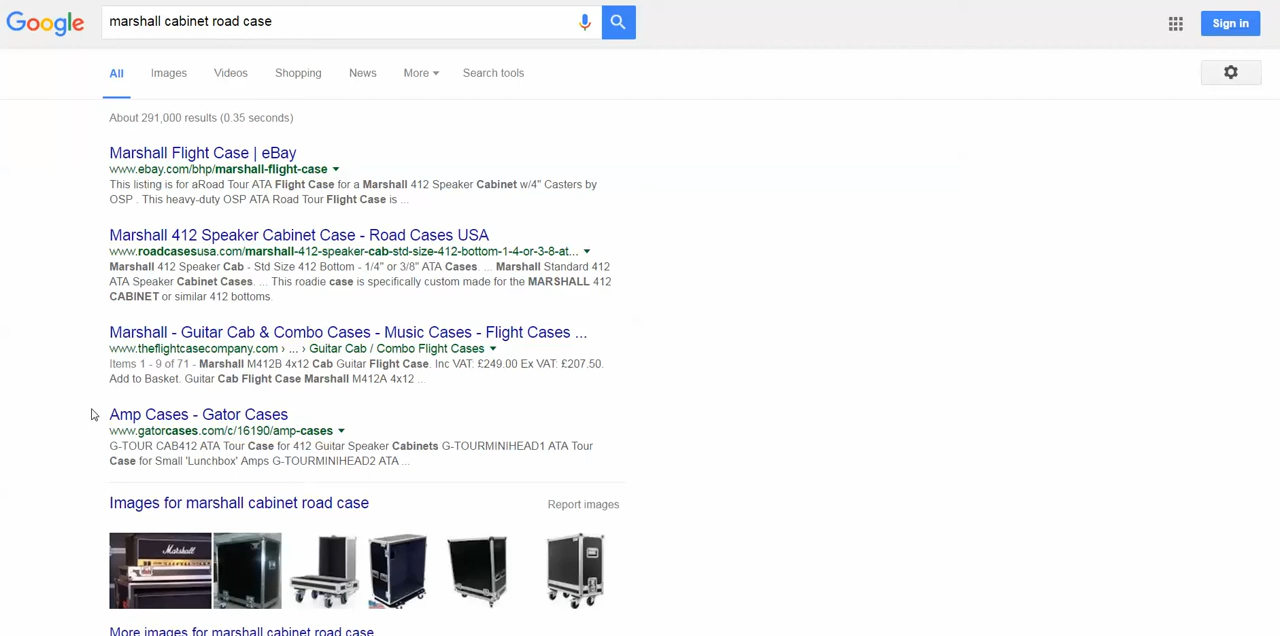 Google
marshall cabinet road case
Sign in
All Images Videos Shopping News More Search tools
About 291,000 results (0.35 seconds)
Marshall Flight Case | eBay
www.ebay.com/bhp/marshall-flight-case
This listing is for aRoad Tour ATA Flight Case for a Marshall 412 Speaker Cabinet w/4" Casters by
OSP . This heavy-duty OSP ATA Road Tour Flight Case is ...
Marshall 412 Speaker Cabinet Case - Road Cases USA
www.roadcasesusa.com/marshall-412-speaker-cab-std-size-412-bottom-1-4-or-3-8-at...
Marshall 412 Speaker Cab - Std Size 412 Bottom - 1/4" or 3/8" ATA Cases. ... Marshall Standard 412
ATA Speaker Cabinet Cases. ... This roadie case is specifically custom made for the MARSHALL 412
CABINET or similar 412 bottoms.
Marshall - Guitar Cab & Combo Cases - Music Cases - Flight Cases ...
www.theflightcasecompany.com › ... › Guitar Cab / Combo Flight Cases
Items 1 - 9 of 71 - Marshall M412B 4x12 Cab Guitar Flight Case. Inc VAT: £249.00 Ex VAT: £207.50.
Add to Basket. Guitar Cab Flight Case Marshall M412A 4x12 ...
Amp Cases - Gator Cases
www.gatorcases.com/c/16190/amp-cases
G-TOUR CAB412 ATA Tour Case for 412 Guitar Speaker Cabinets G-TOURMINIHEAD1 ATA Tour
Case for Small 'Lunchbox' Amps G-TOURMINIHEAD2 ATA ...
Images for marshall cabinet road case
Report images
Marshall
More images for marshall cabinet road case